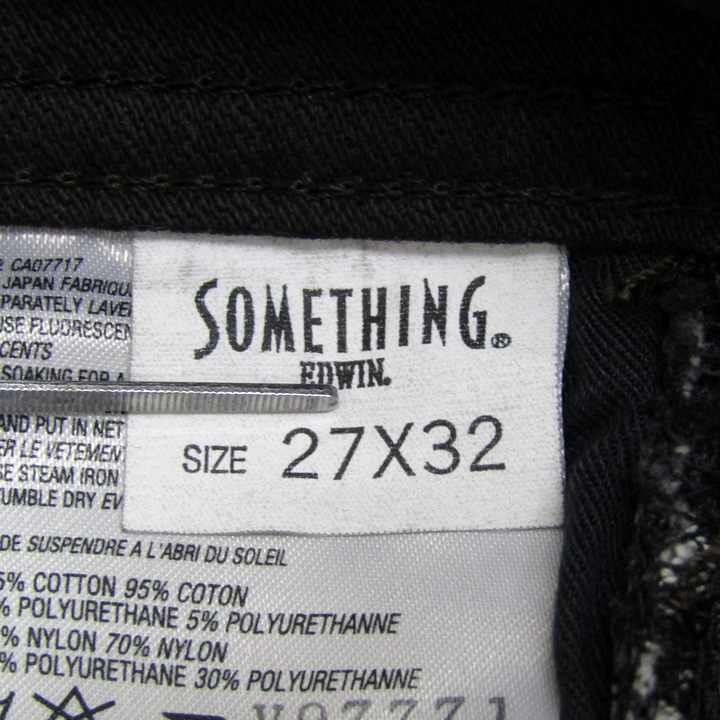 CA07717
JAPAN FABRIQU
PARATELY LAVE
USE FLUORESCEN
CENTS
SOAKING FOR A
AND PUT IN NET
ER LE VETEMEN
SE STEAM IRON
TUMBLE DRY EV
SOMETHING®
EDWIN.
SIZE 27X32
DE SUSPENDRE A L'ABRI DU SOLEIL
5% COTTON 95% COTON
% POLYURETHANE 5% POLYURETHANNE
% NYLON 70% NYLON
% POLYURETHANE 30% POLYURETHANNE